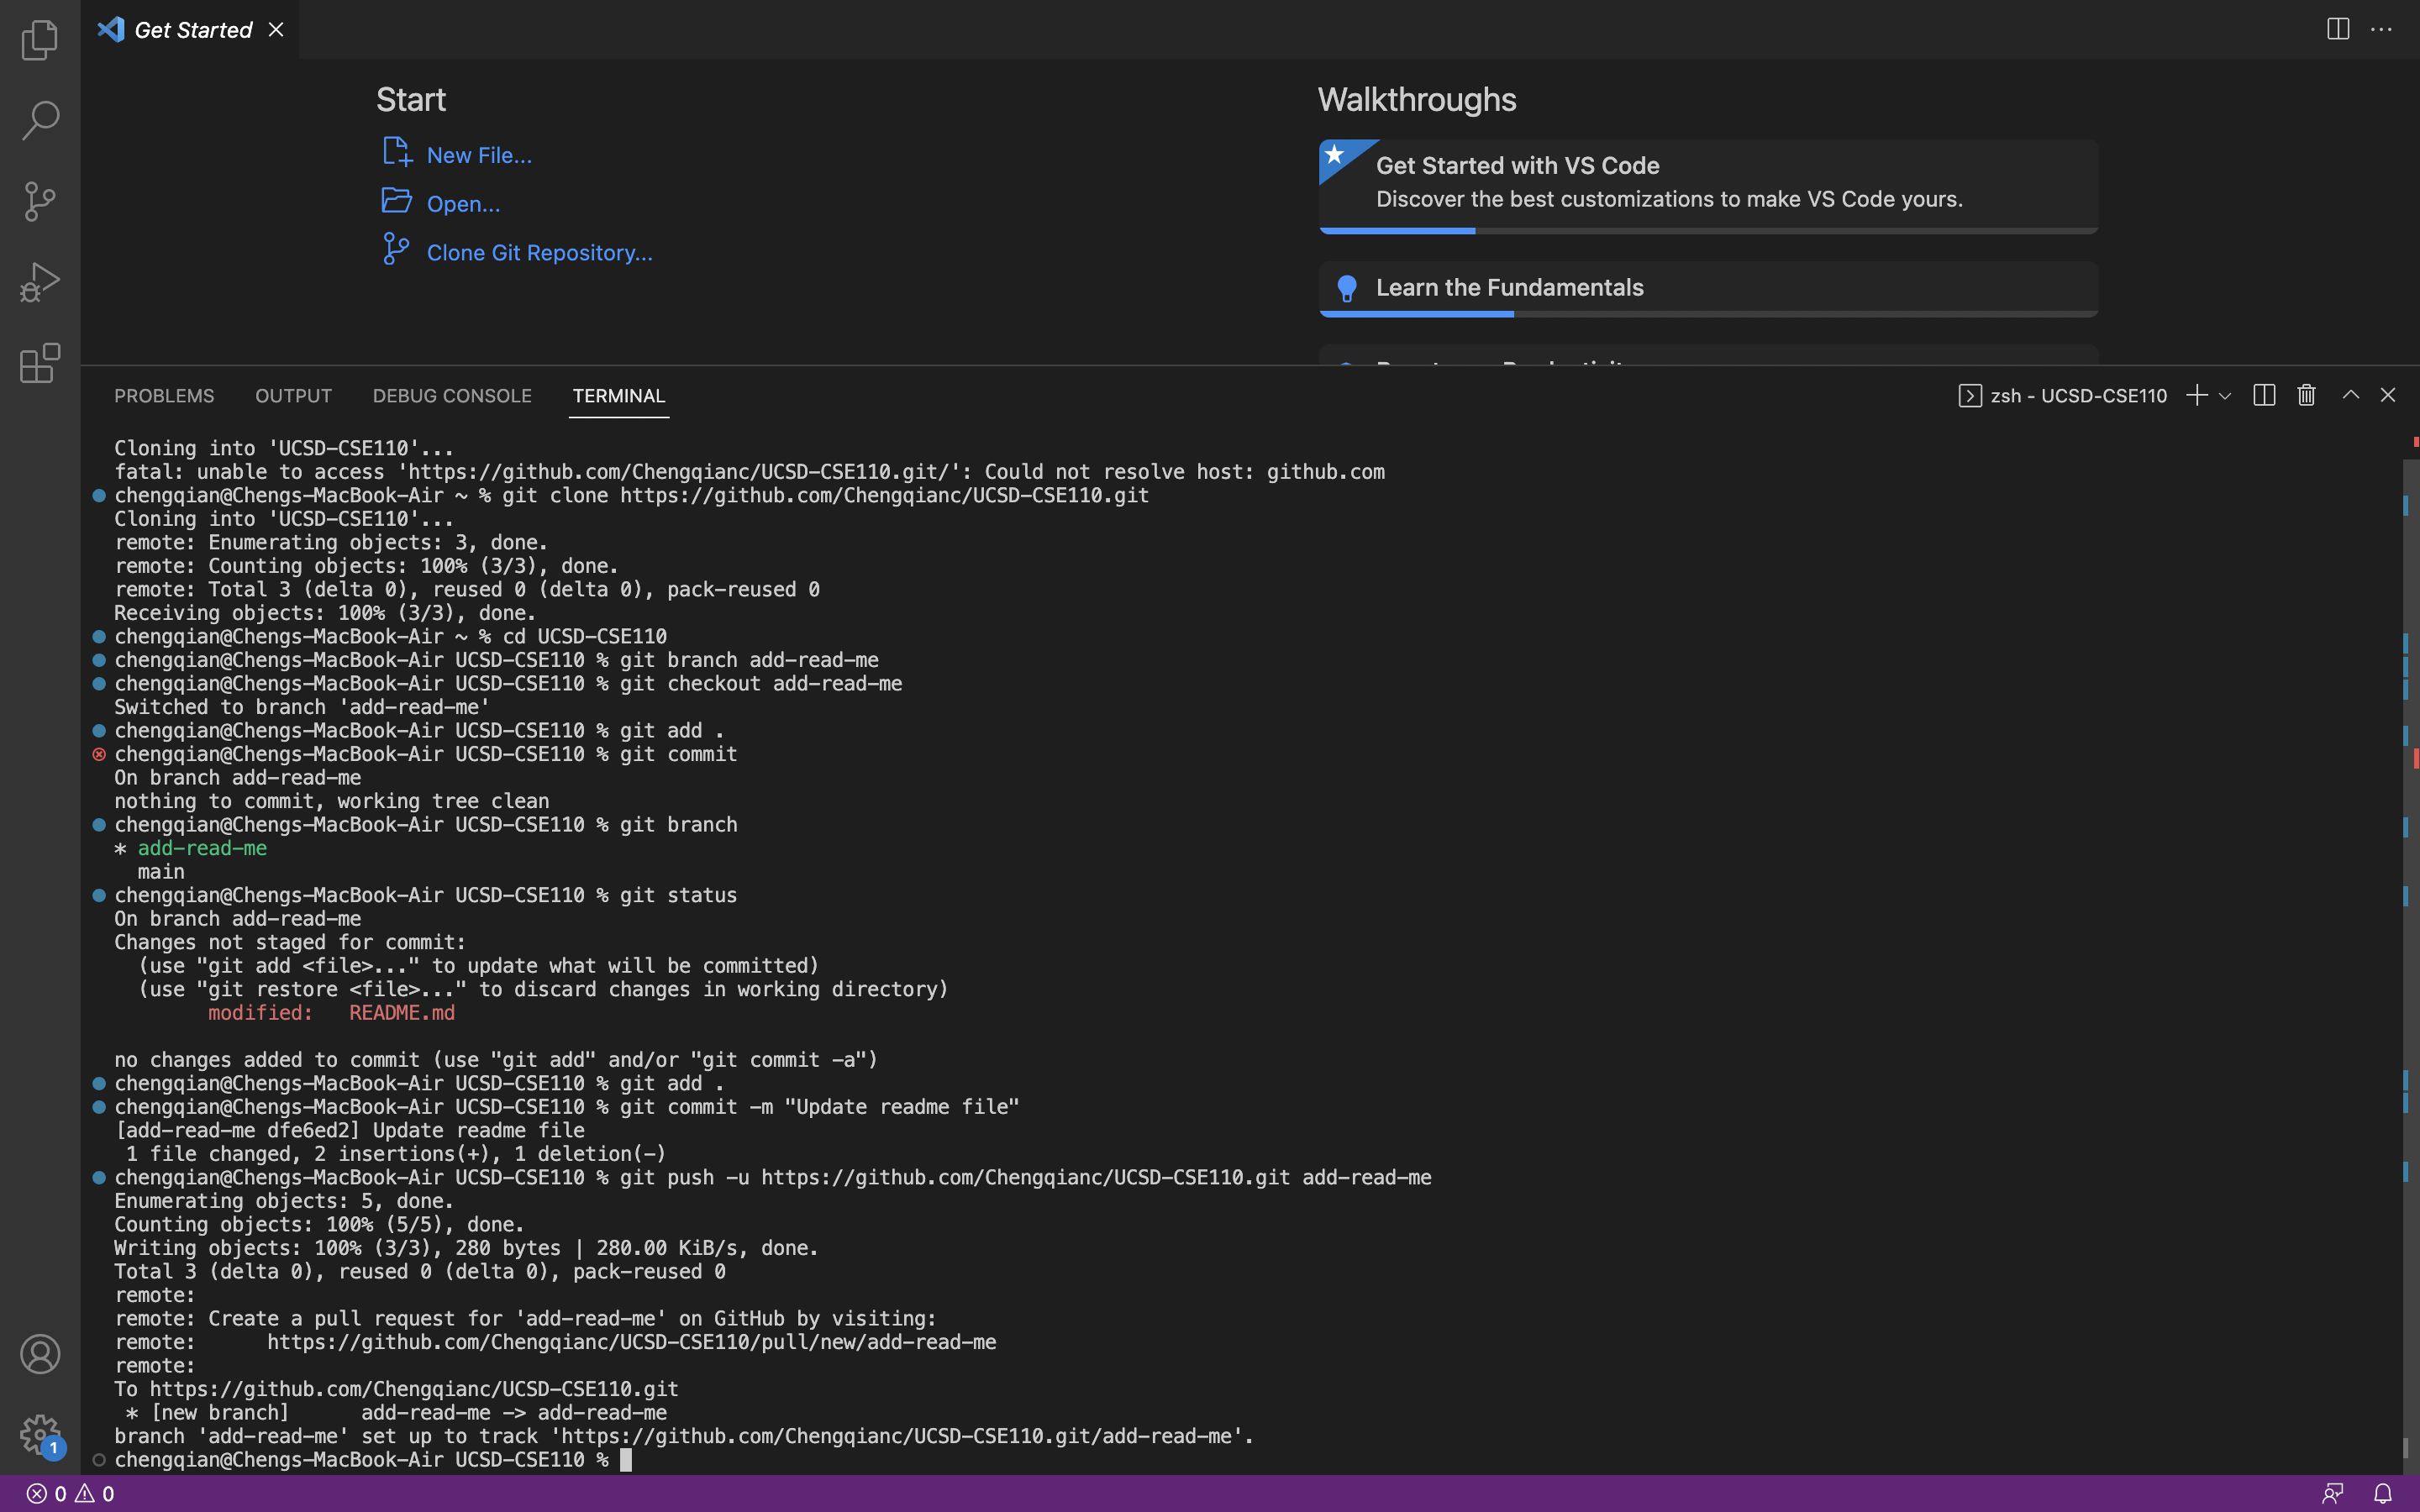 Get Started
Start
New File...
Open...
Clone Git Repository...
Walkthroughs
Get Started with VS Code
Discover the best customizations to make VS Code yours.
Learn the Fundamentals
PROBLEMS OUTPUT DEBUG CONSOLE TERMINAL
zsh - UCSD-CSE110
Cloning into 'UCSD-CSE110'...
fatal: unable to access 'https://github.com/Chengqianc/UCSD-CSE110.git/': Could not resolve host: github.com
chengqian@Chengs-MacBook-Air ~ % git clone https://github.com/Chengqianc/UCSD-CSE110.git
Cloning into 'UCSD-CSE110'...
remote: Enumerating objects: 3, done.
remote: Counting objects: 100% (3/3), done.
remote: Total 3 (delta 0), reused 0 (delta 0), pack-reused 0
Receiving objects: 100% (3/3), done.
chengqian@Chengs-MacBook-Air ~ % cd UCSD-CSE110
chengqian@Chengs-MacBook-Air UCSD-CSE110 % git branch add-read-me
chengqian@Chengs-MacBook-Air UCSD-CSE110 % git checkout add-read-me
Switched to branch 'add-read-me'
chengqian@Chengs-MacBook-Air UCSD-CSE110 % git add .
chengqian@Chengs-MacBook-Air UCSD-CSE110 % git commit
On branch add-read-me
nothing to commit, working tree clean
chengqian@Chengs-MacBook-Air UCSD-CSE110 % git branch
* add-read-me
main
chengqian@Chengs-MacBook-Air UCSD-CSE110 % git status
On branch add-read-me
Changes not staged for commit:
(use "git add <file>..." to update what will be committed)
(use "git restore <file>..." to discard changes in working directory)
modified: README.md
no changes added to commit (use "git add" and/or "git commit -a")
chengqian@Chengs-MacBook-Air UCSD-CSE110 % git add .
chengqian@Chengs-MacBook-Air UCSD-CSE110 % git commit -m "Update readme file"
[add-read-me dfe6ed2] Update readme file
1 file changed, 2 insertions(+), 1 deletion(-)
chengqian@Chengs-MacBook-Air UCSD-CSE110 % git push -u https://github.com/Chengqianc/UCSD-CSE110.git add-read-me
Enumerating objects: 5, done.
Counting objects: 100% (5/5), done.
Writing objects: 100% (3/3), 280 bytes | 280.00 KiB/s, done.
Total 3 (delta 0), reused 0 (delta 0), pack-reused 0
remote:
remote: Create a pull request for 'add-read-me' on GitHub by visiting:
remote: https://github.com/Chengqianc/UCSD-CSE110/pull/new/add-read-me
remote:
To https://github.com/Chengqianc/UCSD-CSE110.git
* [new branch] add-read-me -> add-read-me
branch 'add-read-me' set up to track 'https://github.com/Chengqianc/UCSD-CSE110.git/add-read-me'.
chengqian@Chengs-MacBook-Air UCSD-CSE110 %
1
0 0